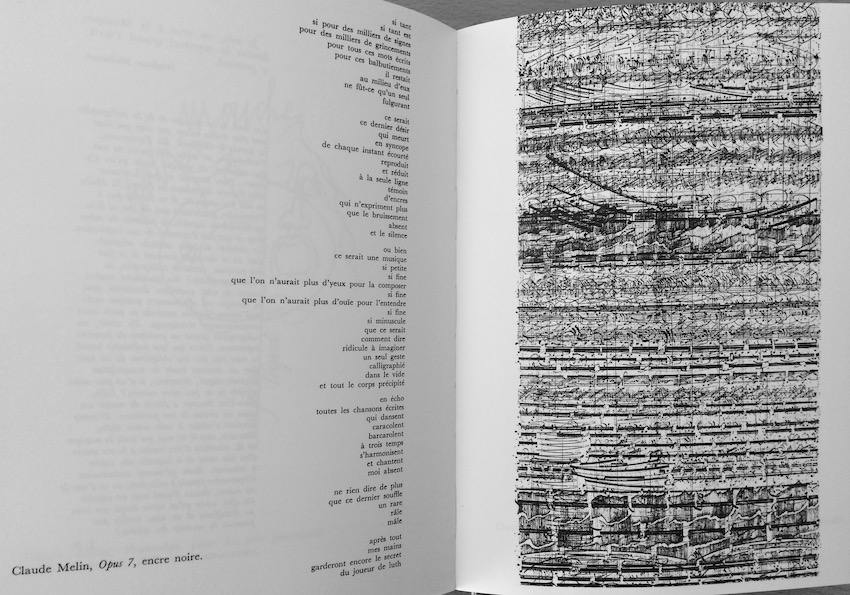 si tant
si tant est
si pour des milliers de signes
pour des milliers de grincements
pour tous ces mots écrits
pour ces balbutiements
il restait
au milieu d'eux
ne fût-ce qu'un seul
fulgurant
ce serait
ce dernier désir
qui meurt
en syncope
de chaque instant écourté
reproduit
et réduit
à la seule ligne
témoin
d'encres
qui n'expriment plus
que le bruissement
absent
et le silence
ou bien
ce serait une musique
si petite
si fine
que l'on n'aurait plus d'yeux pour la composer
si fine
que l'on n'aurait plus d'ouïe pour l'entendre
si fine
si minuscule
que ce serait
comment dire
ridicule à imaginer
un seul geste
calligraphié
dans le vide
et tout le corps précipité
en écho
toutes les chansons écrites
qui dansent
caracolent
barcarolent
à trois temps
s'harmonisent
et chantent
moi absent
ne rien dire de plus
que ce dernier souffle
un rare
râle
mâle
après tout
mes mains
garderont encore le secret
du joueur de luth
Claude Melin, Opus 7, encre noire.